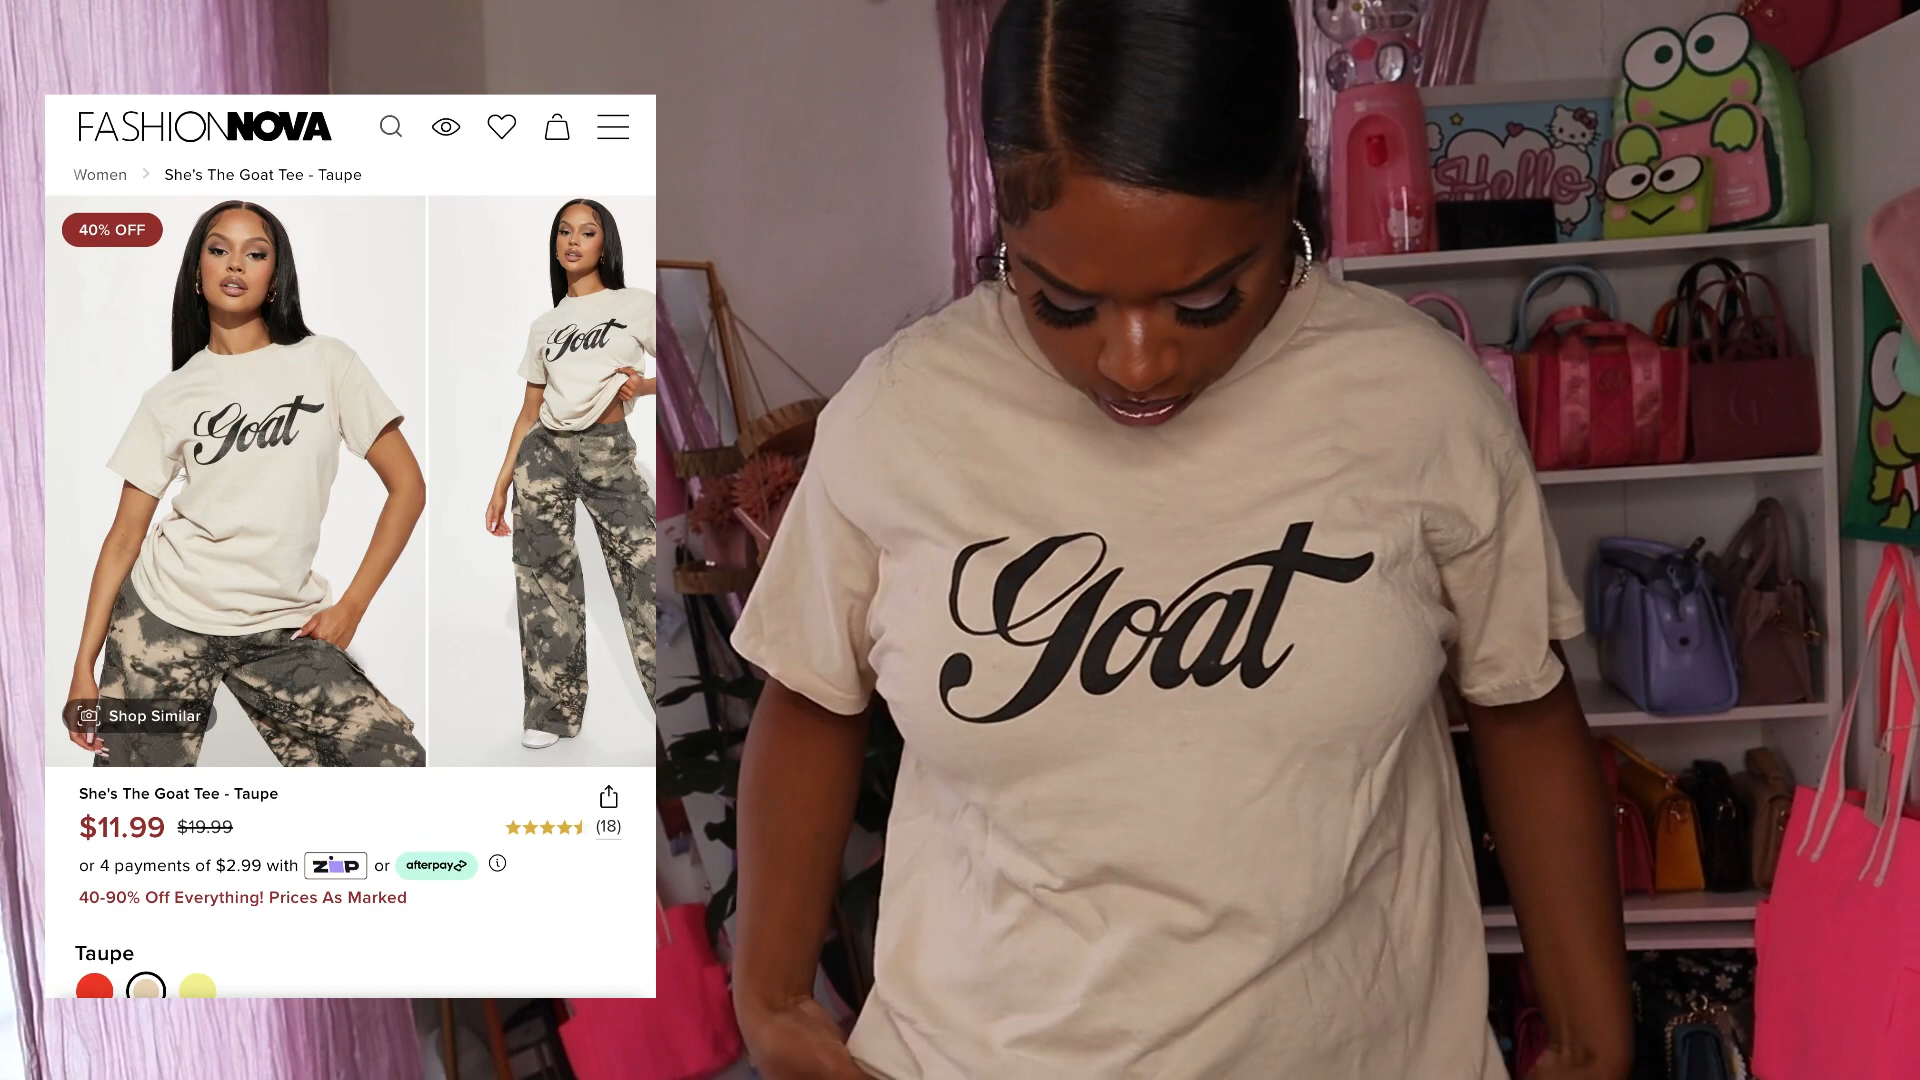 FASHIONNOVA
Women > She's The Goat Tee - Taupe
40% OFF
Goat
Goat
Shop Similar
She's The Goat Tee - Taupe
$11.99 $19.99
(18)
or 4 payments of $2.99 with zip or afterpay
40-90% Off Everything! Prices As Marked
Taupe
Goat
Hello